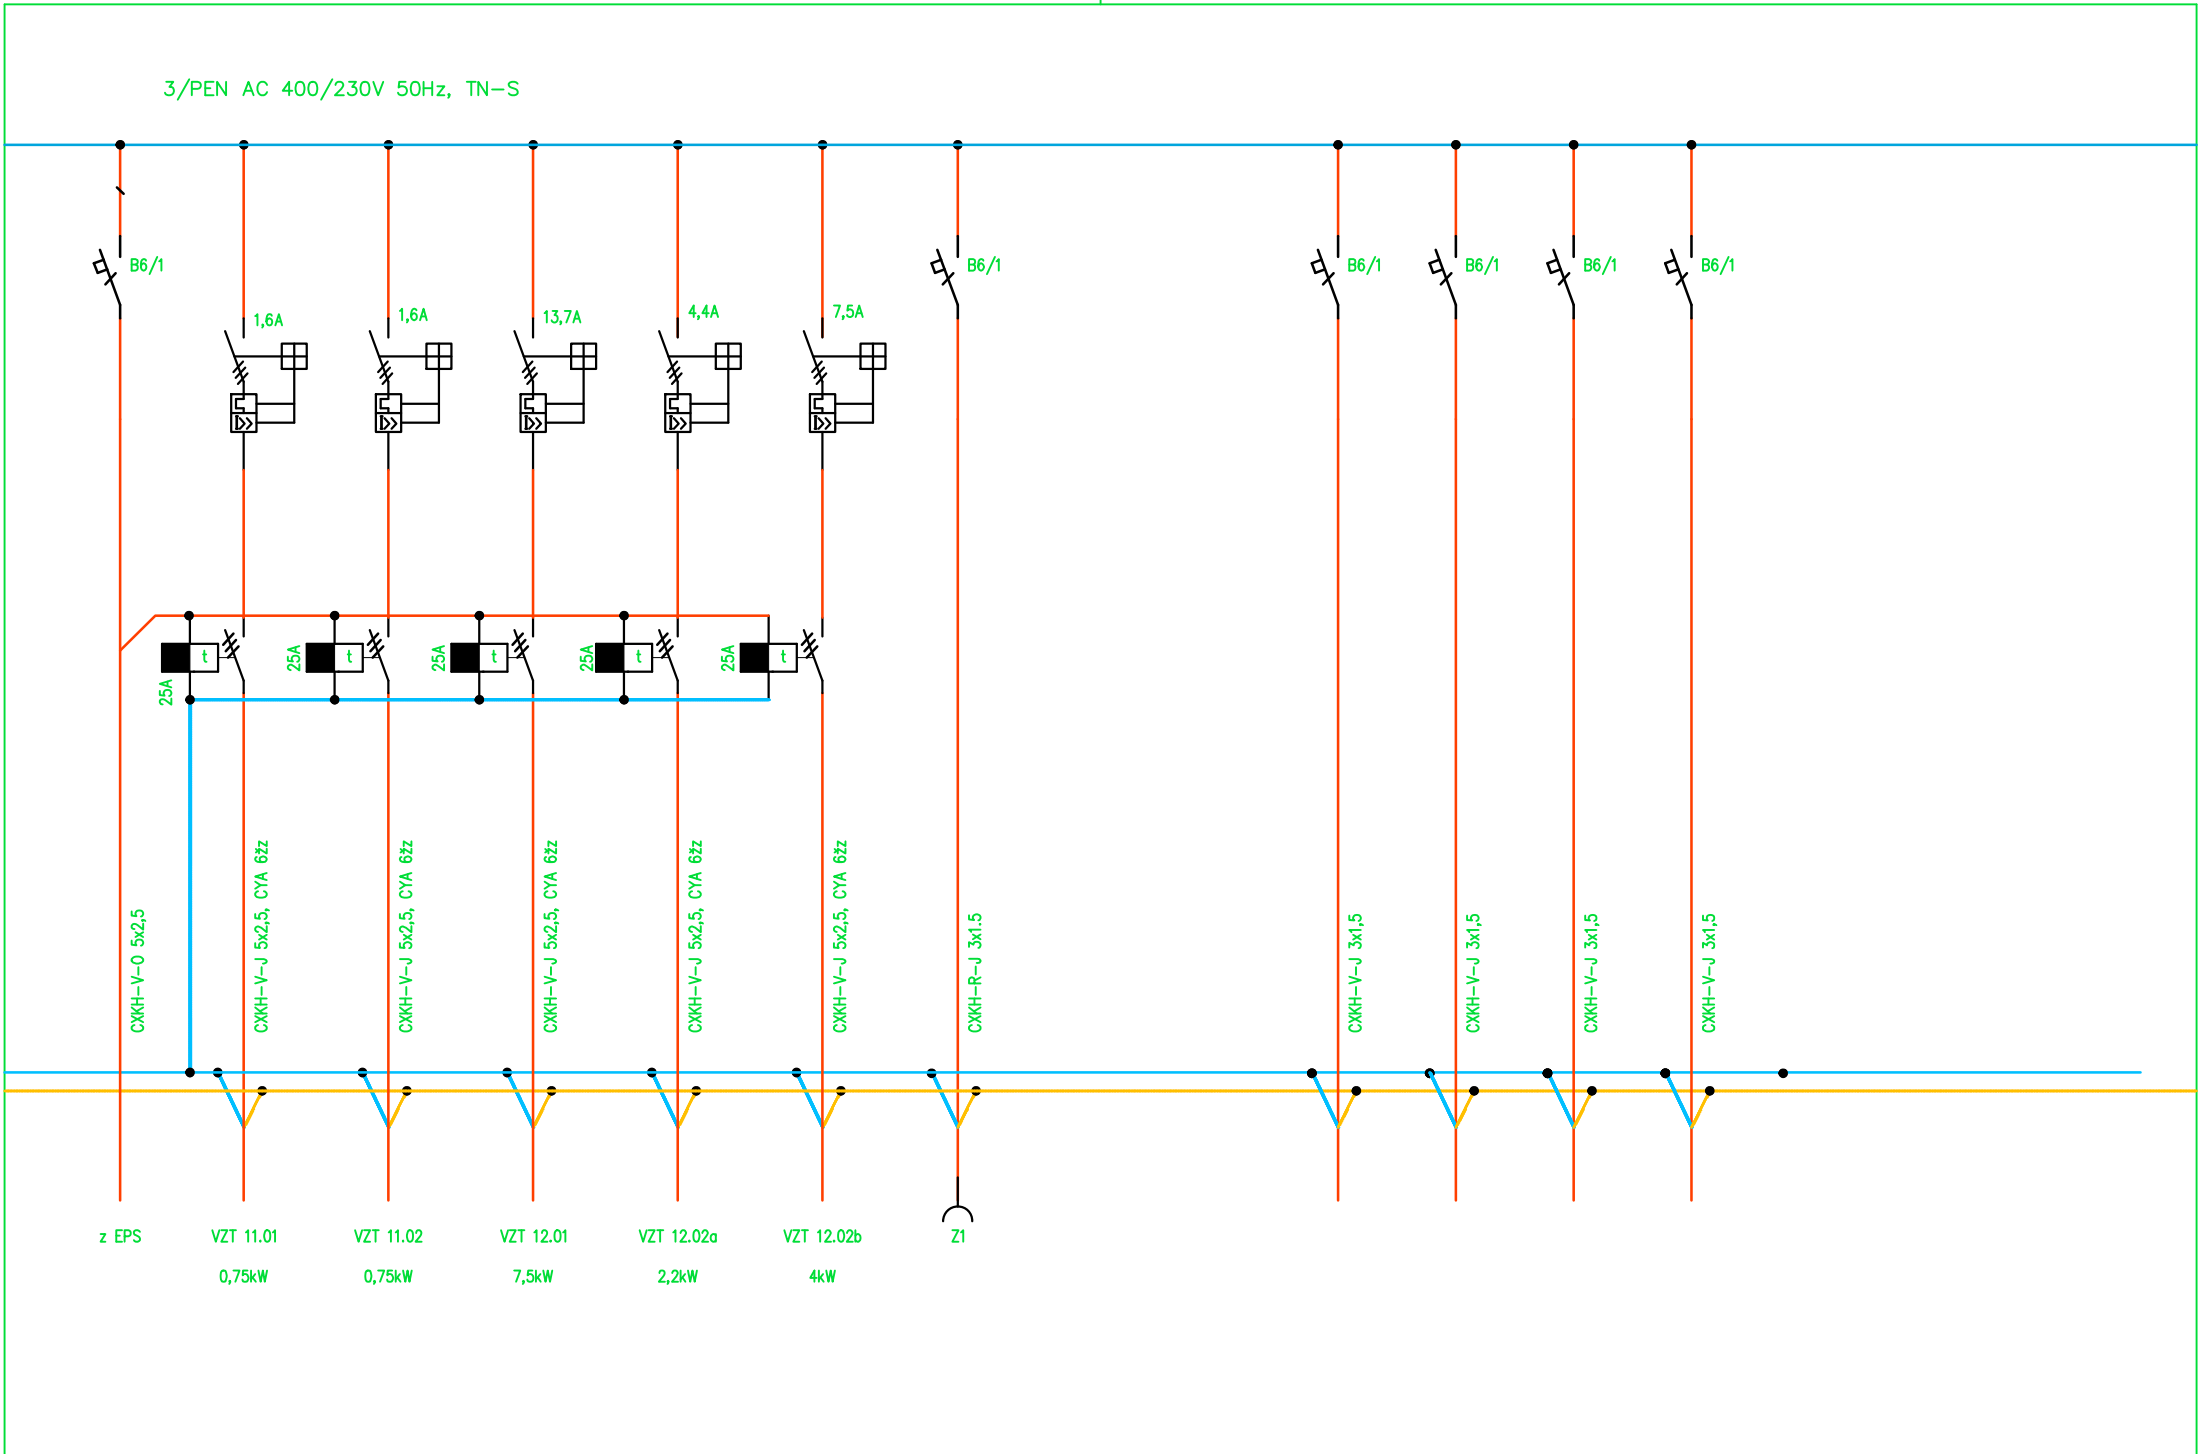 3/PEN AC 400/230V 50Hz, TN-S
B6/1
B6/1
B6/1
B6/1
B6/1
B6/1
1,6A
1,6A
13,7A
4,4A
7,5A
t
t
t
t
t
25A
25A
25A
25A
25A
CXKH-V-O 5x2,5
CXKH-V-J 5x2,5, CYA 6žz
CXKH-V-J 5x2,5, CYA 6žz
CXKH-V-J 5x2,5, CYA 6žz
CXKH-V-J 5x2,5, CYA 6žz
CXKH-V-J 5x2,5, CYA 6žz
CXKH-R-J 3x1.5
CXKH-V-J 3x1,5
CXKH-V-J 3x1,5
CXKH-V-J 3x1,5
CXKH-V-J 3x1,5
z EPS
VZT 11.01
VZT 11.02
VZT 12.01
VZT 12.02a
VZT 12.02b
Z1
0,75kW
0,75kW
7,5kW
2,2kW
4kW